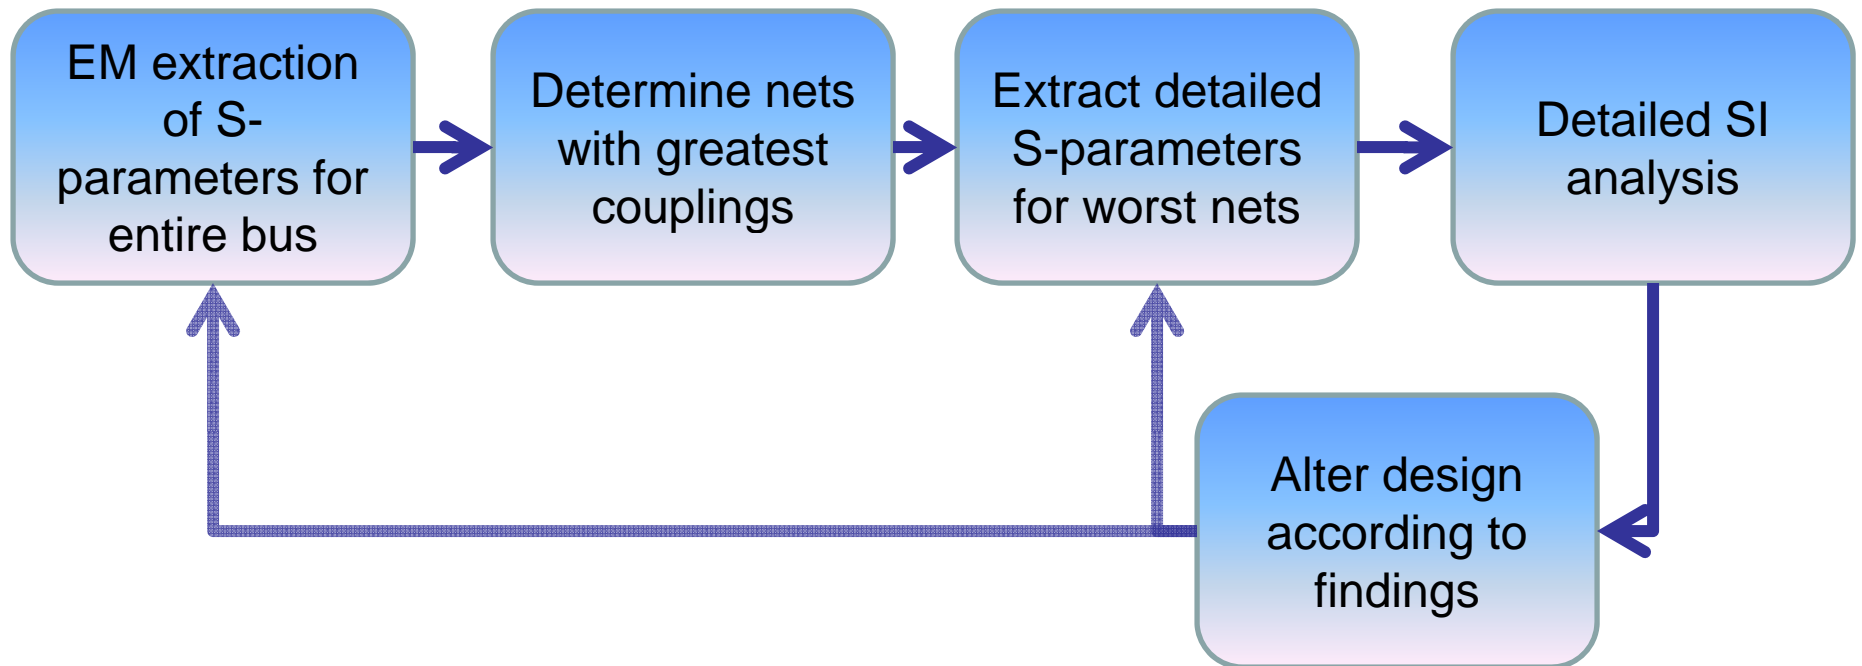 EM extraction
of S-
parameters for
entire bus
Determine nets
with greatest
couplings
Extract detailed
S-parameters
for worst nets
Detailed SI
analysis
Alter design
according to
findings